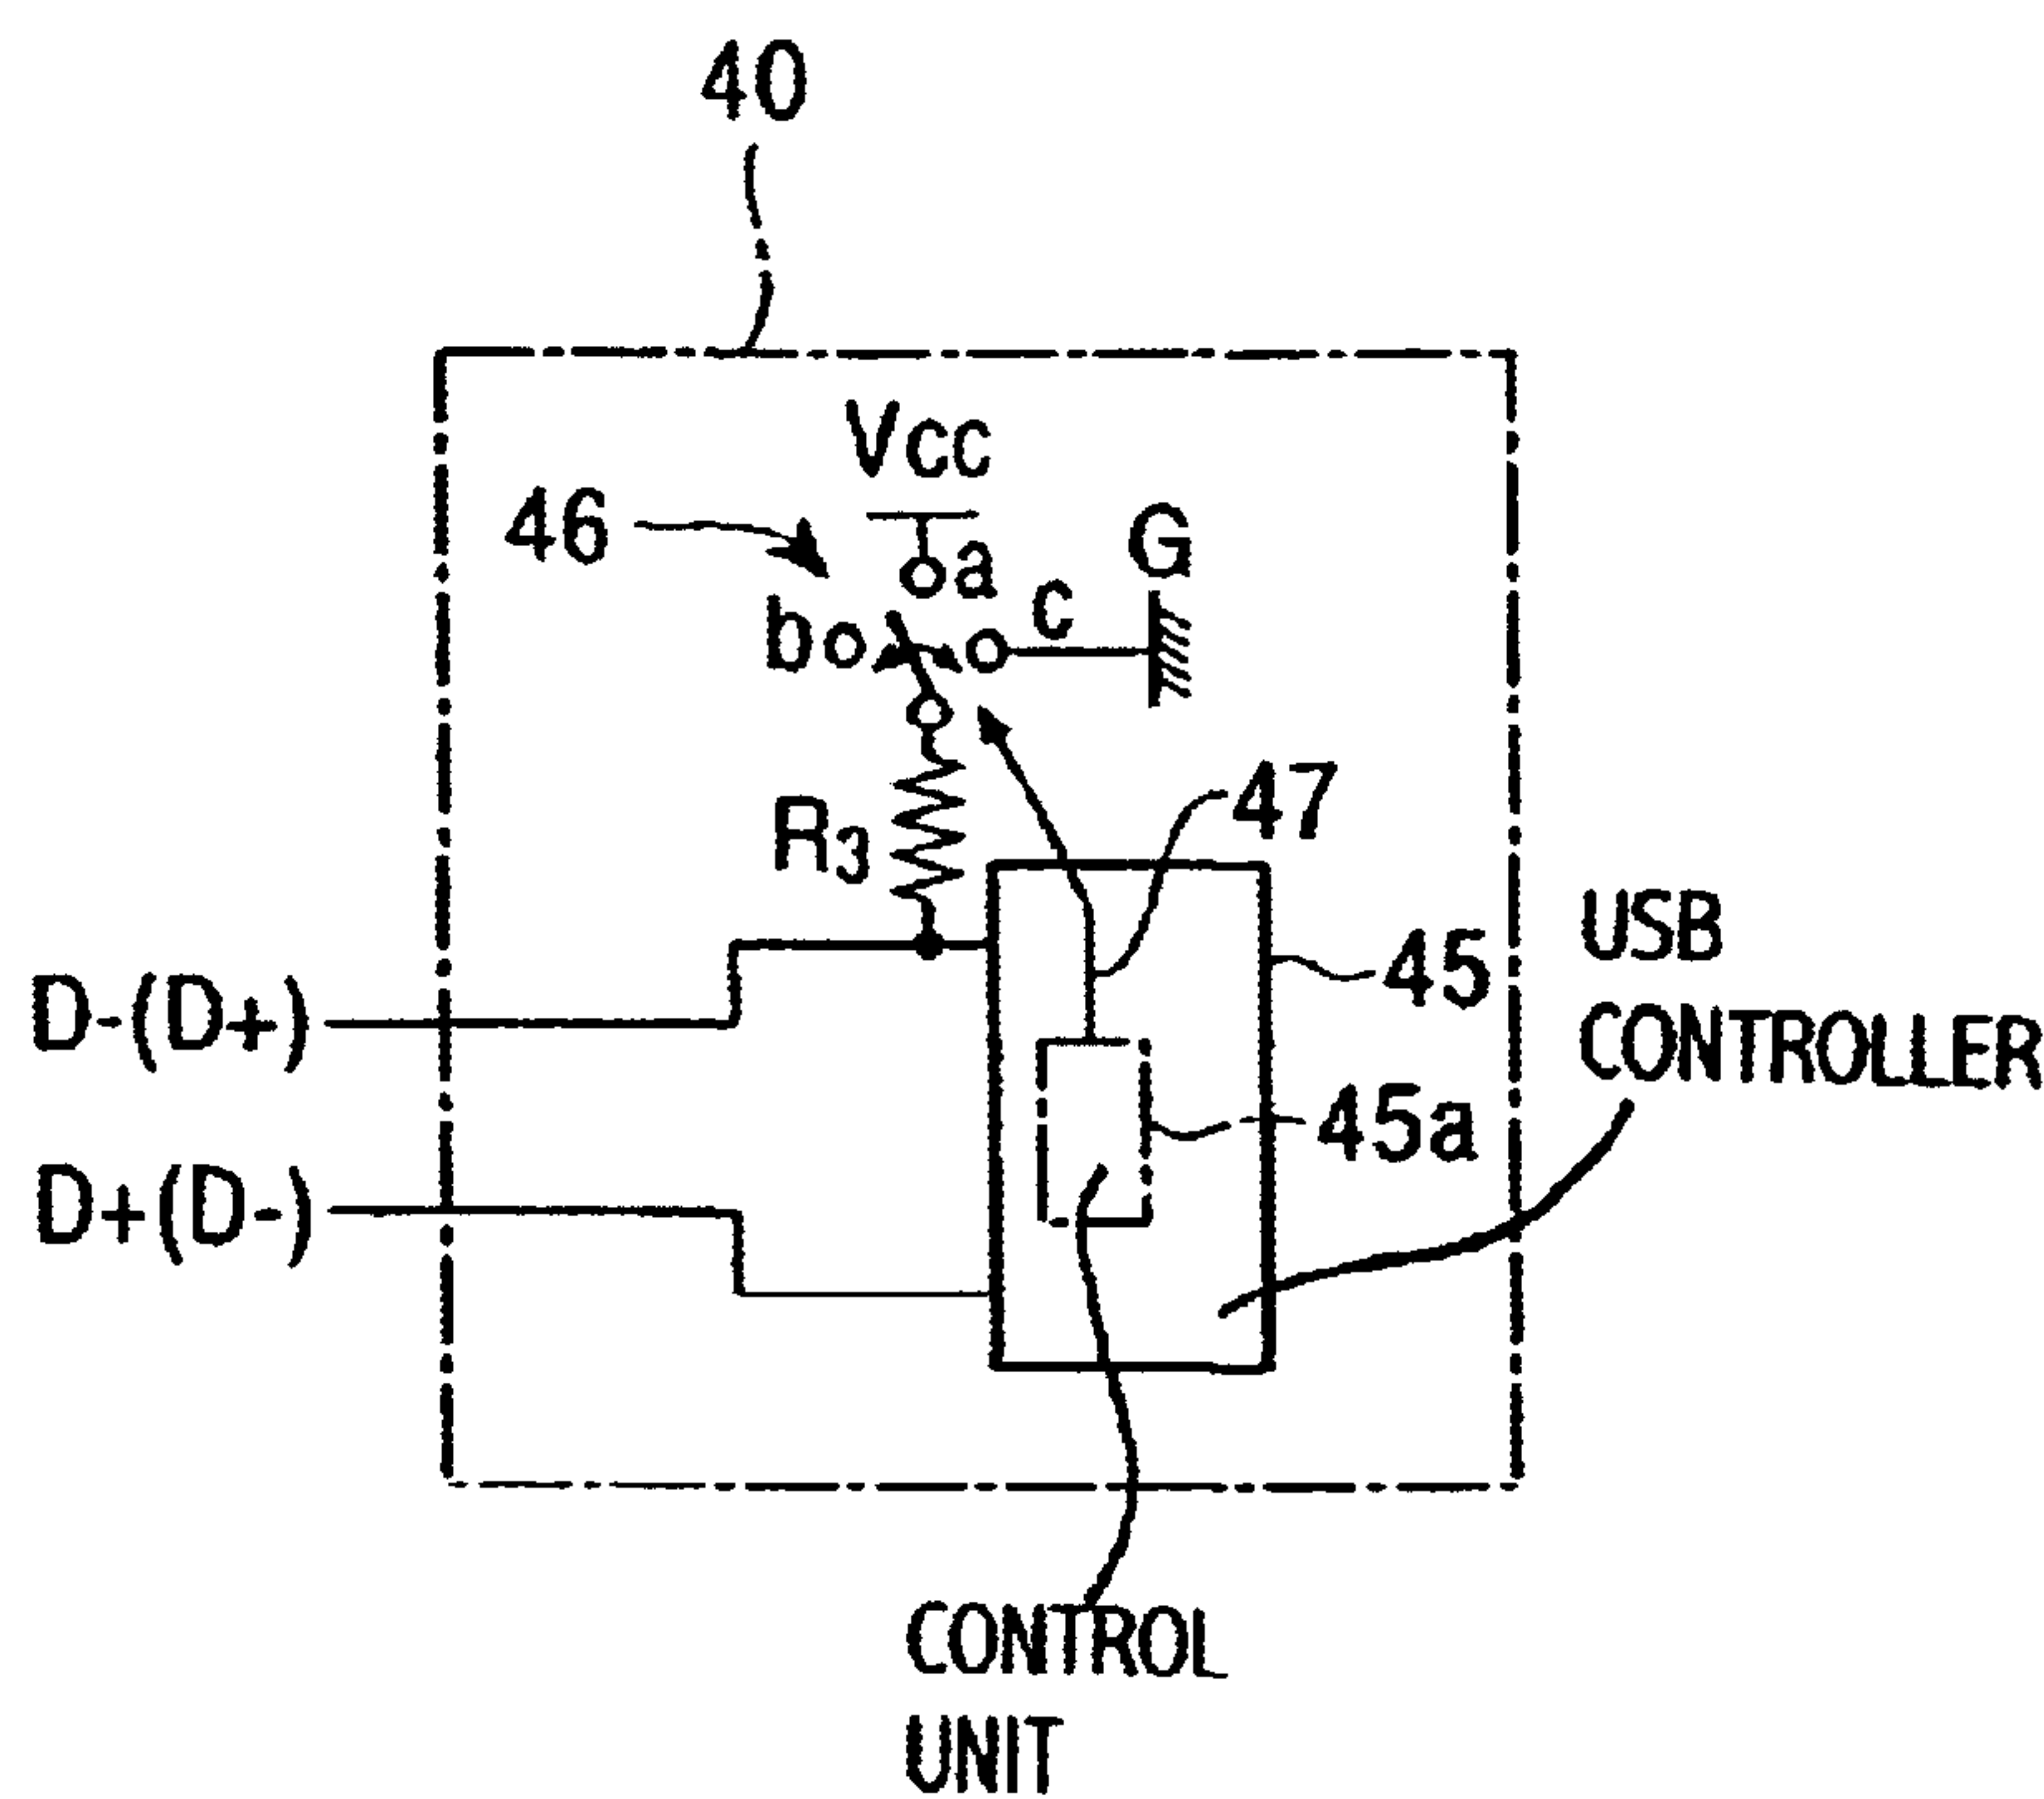 40
Vcc
46
a
G
b
c
R3
47
USB
CONTROLLER
45
D-(D+)
45a
D+(D-)
CONTROL
UNIT